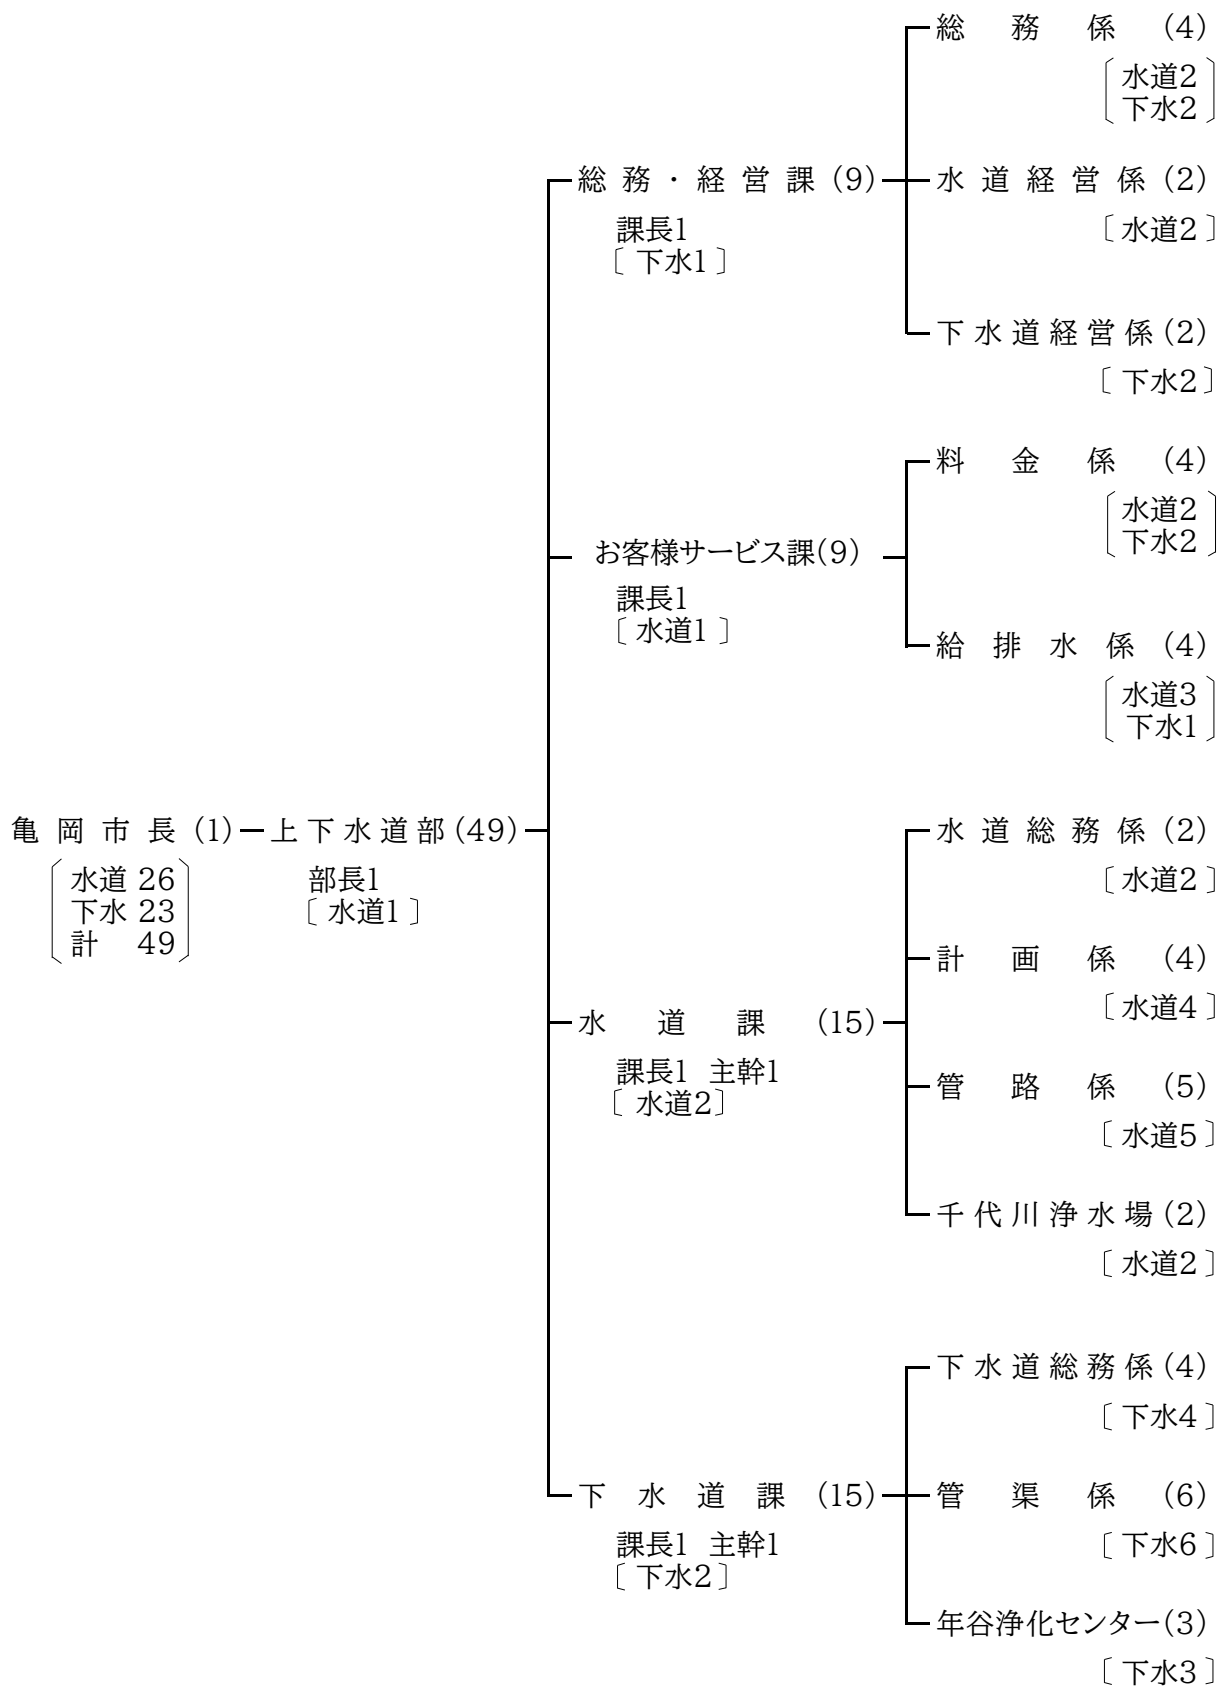 総務係(4)
水道2
下水2
総務・経営課(9)
課長1
[下水1]
水道経営係(2)
[水道2]
下水道経営係(2)
[下水2]
料金係(4)
水道2
下水2
お客様サービス課(9)
課長1
[水道1]
給排水係(4)
水道3
下水1
亀岡市長(1)
水道 26
下水 23
計 49
上下水道部(49)
部長1
[水道1]
水道総務係(2)
[水道2]
計画係(4)
[水道4]
水道課(15)
課長1 主幹1
[水道2]
管路係(5)
[水道5]
千代川浄水場(2)
[水道2]
下水道総務係(4)
[下水4]
下水道課(15)
課長1 主幹1
[下水2]
管渠係(6)
[下水6]
年谷浄化センター(3)
[下水3]